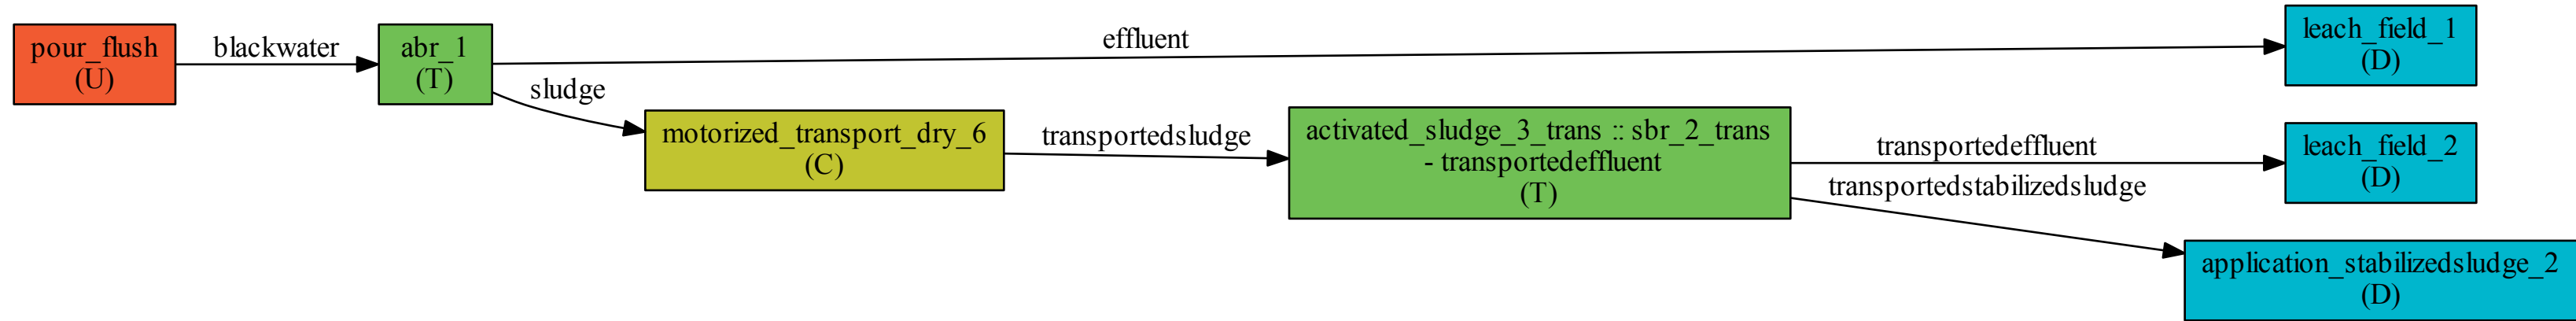 pour_flush
(U)
blackwater
abr_1
(T)
effluent
sludge
leach_field_1
(D)
motorized_transport_dry_6
(C)
transportedsludge
activated_sludge_3_trans :: sbr_2_trans
- transportedeffluent
(T)
transportedeffluent
transportedstabilizedsludge
leach_field_2
(D)
application_stabilizedsludge_2
(D)